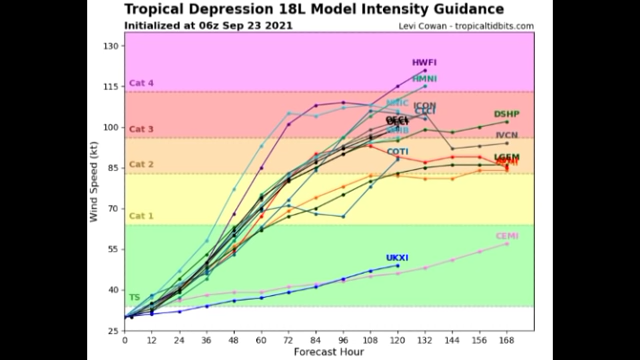 Tropical Depression 18L Model Intensity Guidance
Initialized at 06z Sep 23 2021
Levi Cowan - tropicaltidbits.com
130
115
100
85
70
55
40
25
Wind Speed (kt)
Cat 4
Cat 3
Cat 2
Cat 1
TS
HWFI
HMNI
ICON
DSHP
IVCN
COTI
LGEM
CEMI
UKXI
0 12 24 36 48 60 72 84 96 108 120 132 144 156 168
Forecast Hour